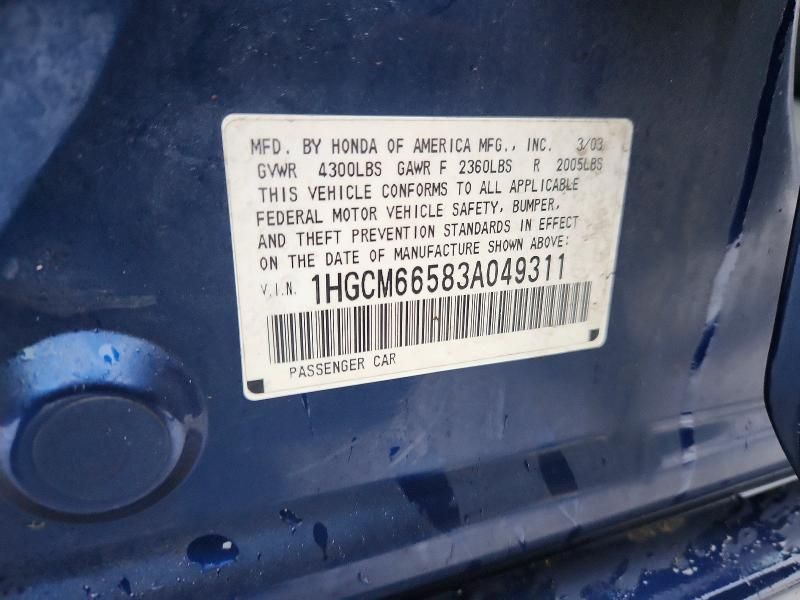 MFD. BY HONDA OF AMERICA MFG., INC. 3/03
GVWR 4300LBS GAWR F 2360LBS R 2005LBS
THIS VEHICLE CONFORMS TO ALL APPLICABLE
FEDERAL MOTOR VEHICLE SAFETY, BUMPER,
AND THEFT PREVENTION STANDARDS IN EFFECT
ON THE DATE OF MANUFACTURE SHOWN ABOVE:
V.I.N. 1HGCM66583A049311
PASSENGER CAR